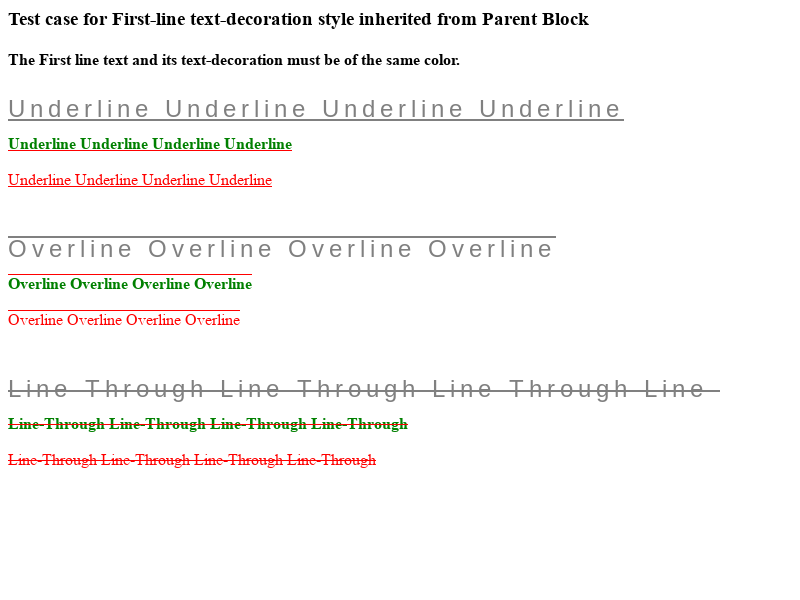 Test case for First-line text-decoration style inherited from Parent Block
The First line text and its text-decoration must be of the same color.
Underline Underline Underline Underline
Underline Underline Underline Underline
Underline Underline Underline Underline
Overline Overline Overline Overline
Overline Overline Overline Overline
Overline Overline Overline Overline
Line Through Line Through Line Through Line
Line-Through Line-Through Line-Through Line-Through
Line-Through Line-Through Line-Through Line-Through